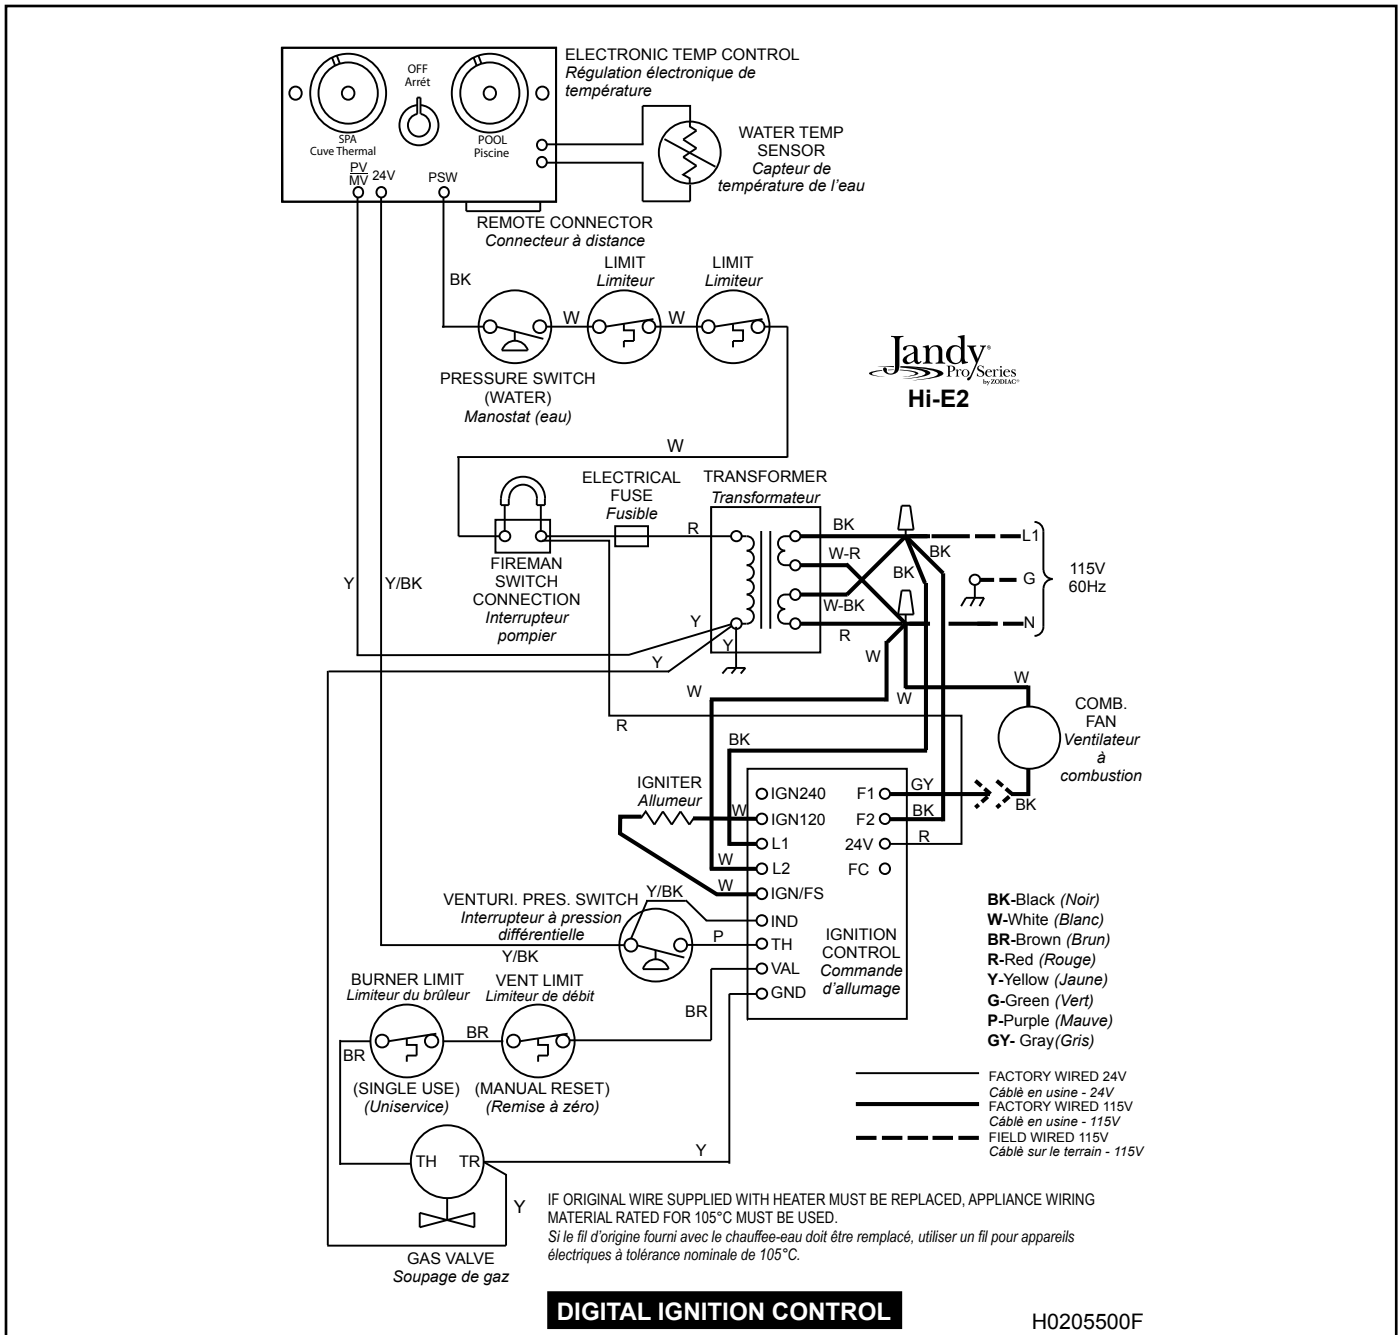 ELECTRONIC TEMP CONTROL
Régulation électronique de
température
OFF
Arrét
SPA
Cuve Thermal
POOL
Piscine
PV
MV
24V
PSW
WATER TEMP
SENSOR
Capteur de
température de l'eau
REMOTE CONNECTOR
Connecteur à distance
BK
LIMIT
Limiteur
LIMIT
Limiteur
W
W
PRESSURE SWITCH
(WATER)
Manostat (eau)
Jandy
Pro Series
by ZODIAC
Hi-E2
W
ELECTRICAL
FUSE
Fusible
TRANSFORMER
Transformateur
R
BK
L1
W-R
BK
BK
FIREMAN
SWITCH
CONNECTION
Interrupteur
pompier
Y
Y/BK
G
115V
60Hz
W-BK
Y
R
N
Y
Y
W
W
W
W
R
BK
COMB.
FAN
Ventilateur
à
combustion
IGNITER
Allumeur
IGN240
F1
GY
BK
W
IGN120
F2
BK
L1
24V
R
W
L2
FC
W
IGN/FS
VENTURI. PRES. SWITCH
Interrupteur à pression
différentielle
Y/BK
IND
P
TH
Y/BK
VAL
GND
IGNITION
CONTROL
Commande
d'allumage
BK-Black (Noir)
W-White (Blanc)
BR-Brown (Brun)
R-Red (Rouge)
Y-Yellow (Jaune)
G-Green (Vert)
P-Purple (Mauve)
GY- Gray(Gris)
BURNER LIMIT
Limiteur du brûleur
VENT LIMIT
Limiteur de débit
BR
BR
BR
(SINGLE USE)
(Uniservice)
(MANUAL RESET)
(Remise à zéro)
FACTORY WIRED 24V
Câblè en usine - 24V
FACTORY WIRED 115V
Câblè en usine - 115V
FIELD WIRED 115V
Câblè sur le terrain - 115V
TH
TR
Y
Y
GAS VALVE
Soupage de gaz
IF ORIGINAL WIRE SUPPLIED WITH HEATER MUST BE REPLACED, APPLIANCE WIRING
MATERIAL RATED FOR 105°C MUST BE USED.
Si le fil d'origine fourni avec le chauffee-eau doit être remplacé, utiliser un fil pour appareils
électriques à tolérance nominale de 105°C.
DIGITAL IGNITION CONTROL
H0205500F